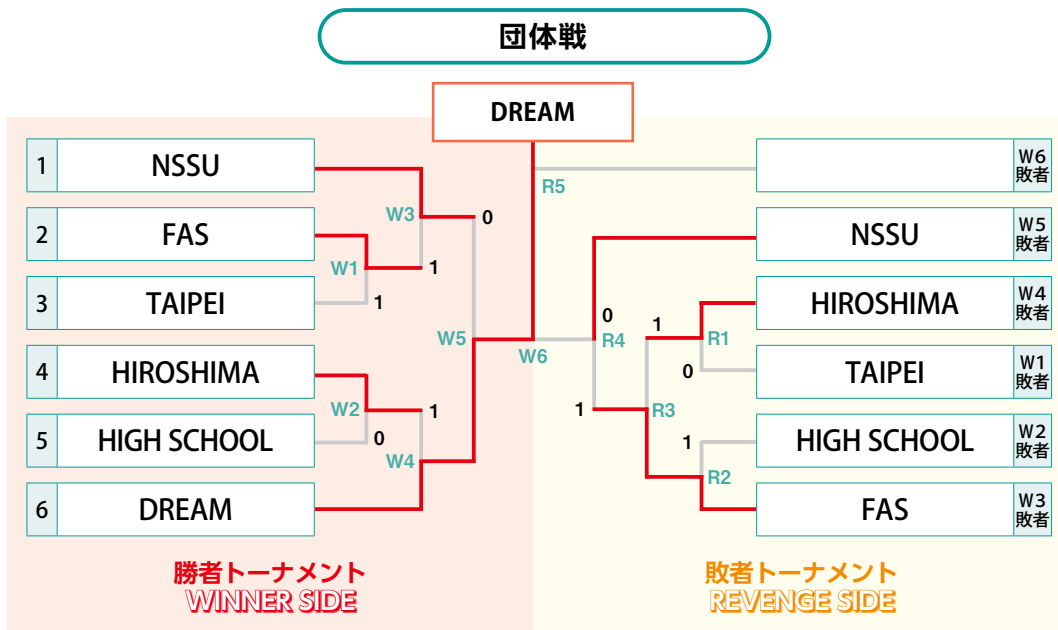 団体戦
DREAM
1 NSSU
2 FAS
3 TAIPEI
4 HIROSHIMA
5 HIGH SCHOOL
6 DREAM
W3
0
W1
1
1
W5
W2
1
0
W4
W6
R5
0
R4
1
R1
0
1
R3
1
R2
W6
敗者
NSSU
W5
敗者
HIROSHIMA
W4
敗者
TAIPEI
W1
敗者
HIGH SCHOOL
W2
敗者
FAS
W3
敗者
勝者トーナメント
WINNER SIDE
敗者トーナメント
REVENGE SIDE